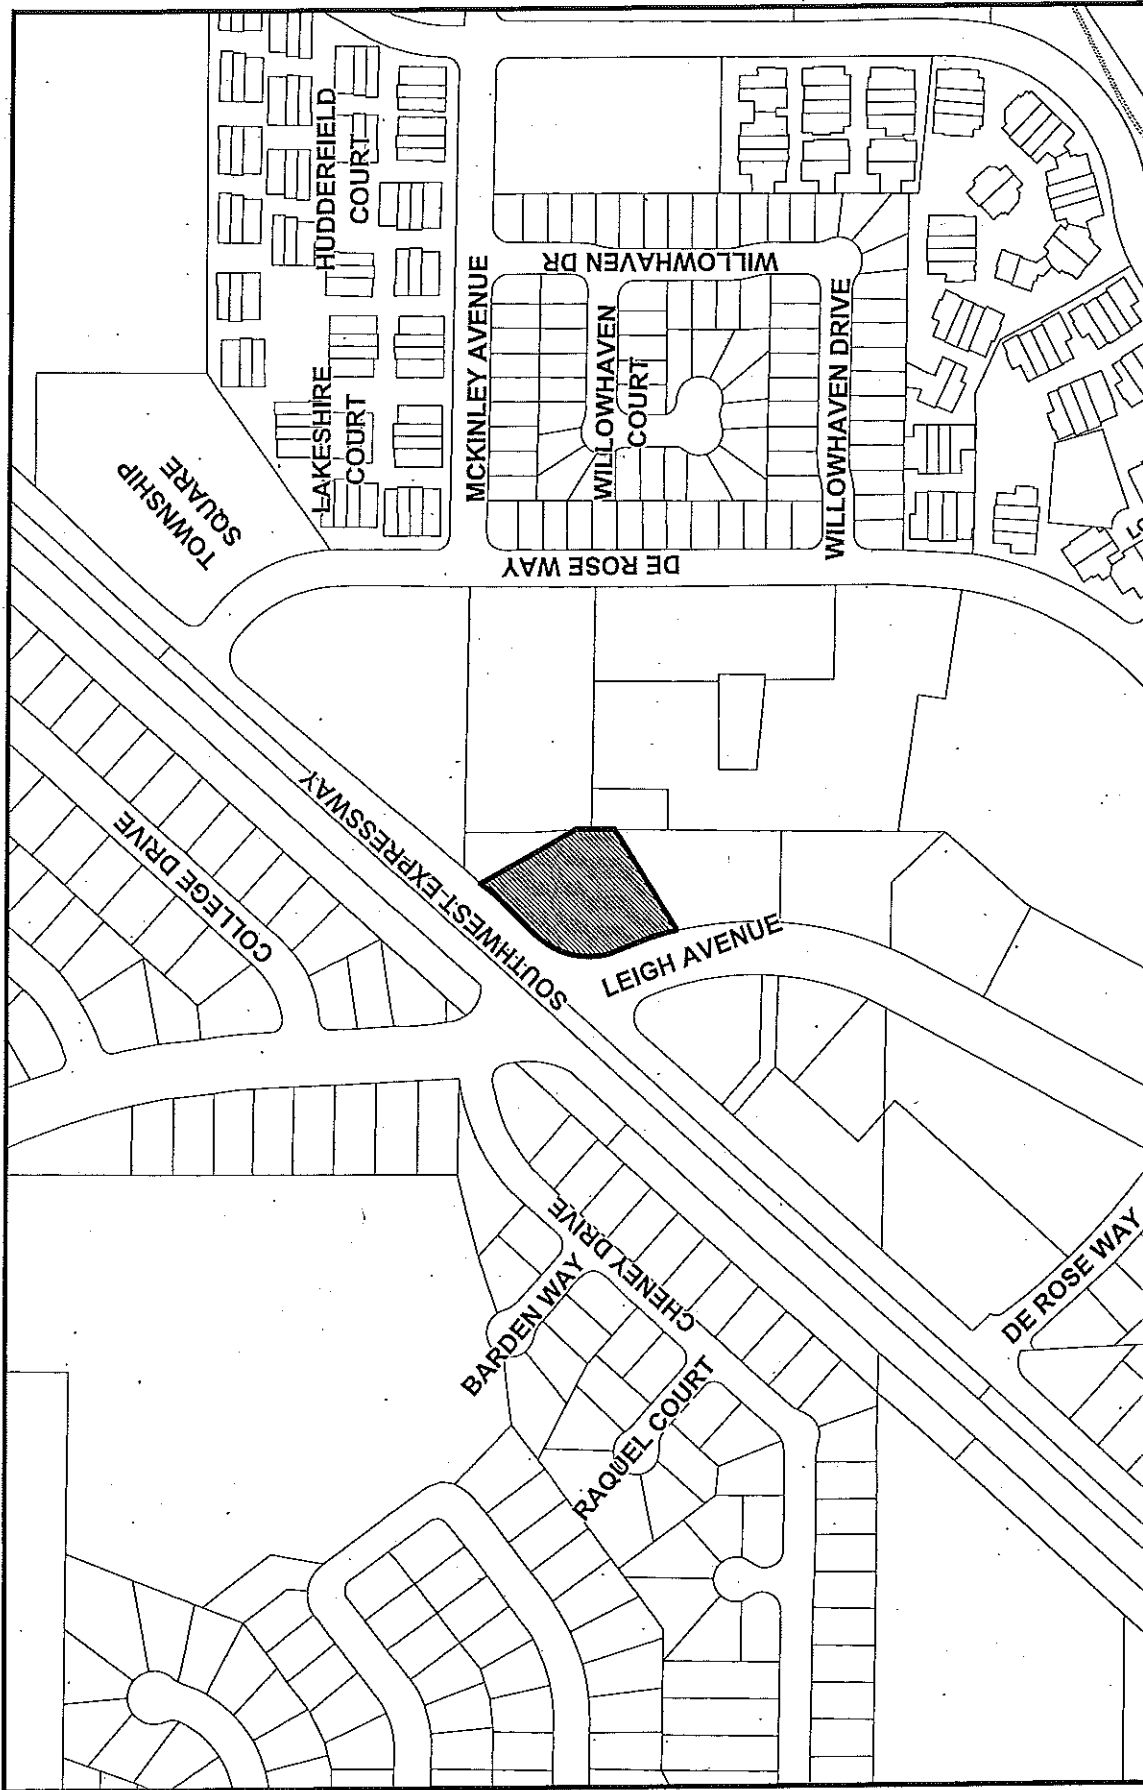 HUDDERFIELD
COURT
LAKESHIRE
COURT
TOWNSHIP
SQUARE
MCKINLEY AVENUE
WILLOWHAVEN DR
WILLOWHAVEN
COURT
WILLOWHAVEN DRIVE
DE ROSE WAY
COLLEGE DRIVE
SOUTHWEST EXPRESSWAY
LEIGH AVENUE
CHENEY DRIVE
BARDEN WAY
RAQUEL COURT
DE ROSE WAY